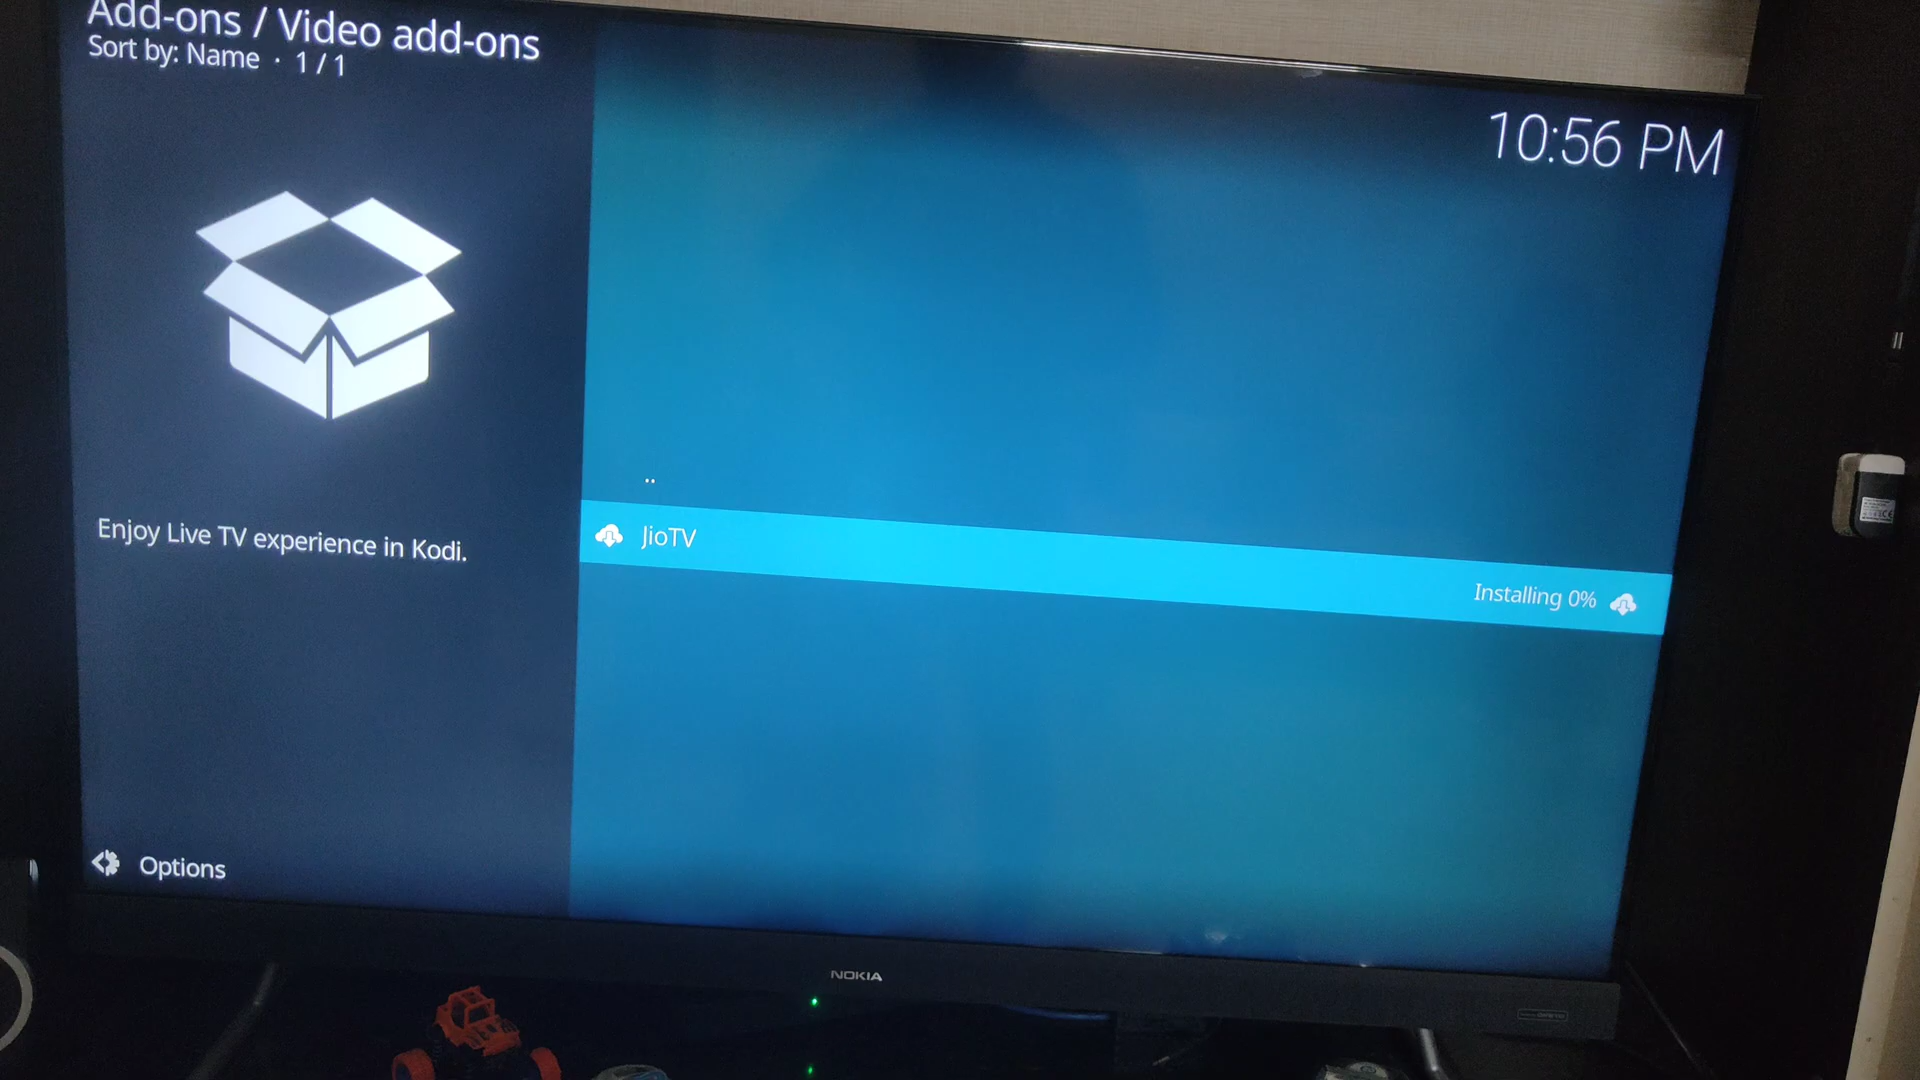 Add-ons / Video add-ons
Sort by: Name · 1 / 1
10:56 PM
..
JioTV
Installing 0%
Enjoy Live TV experience in Kodi.
Options
NOKIA